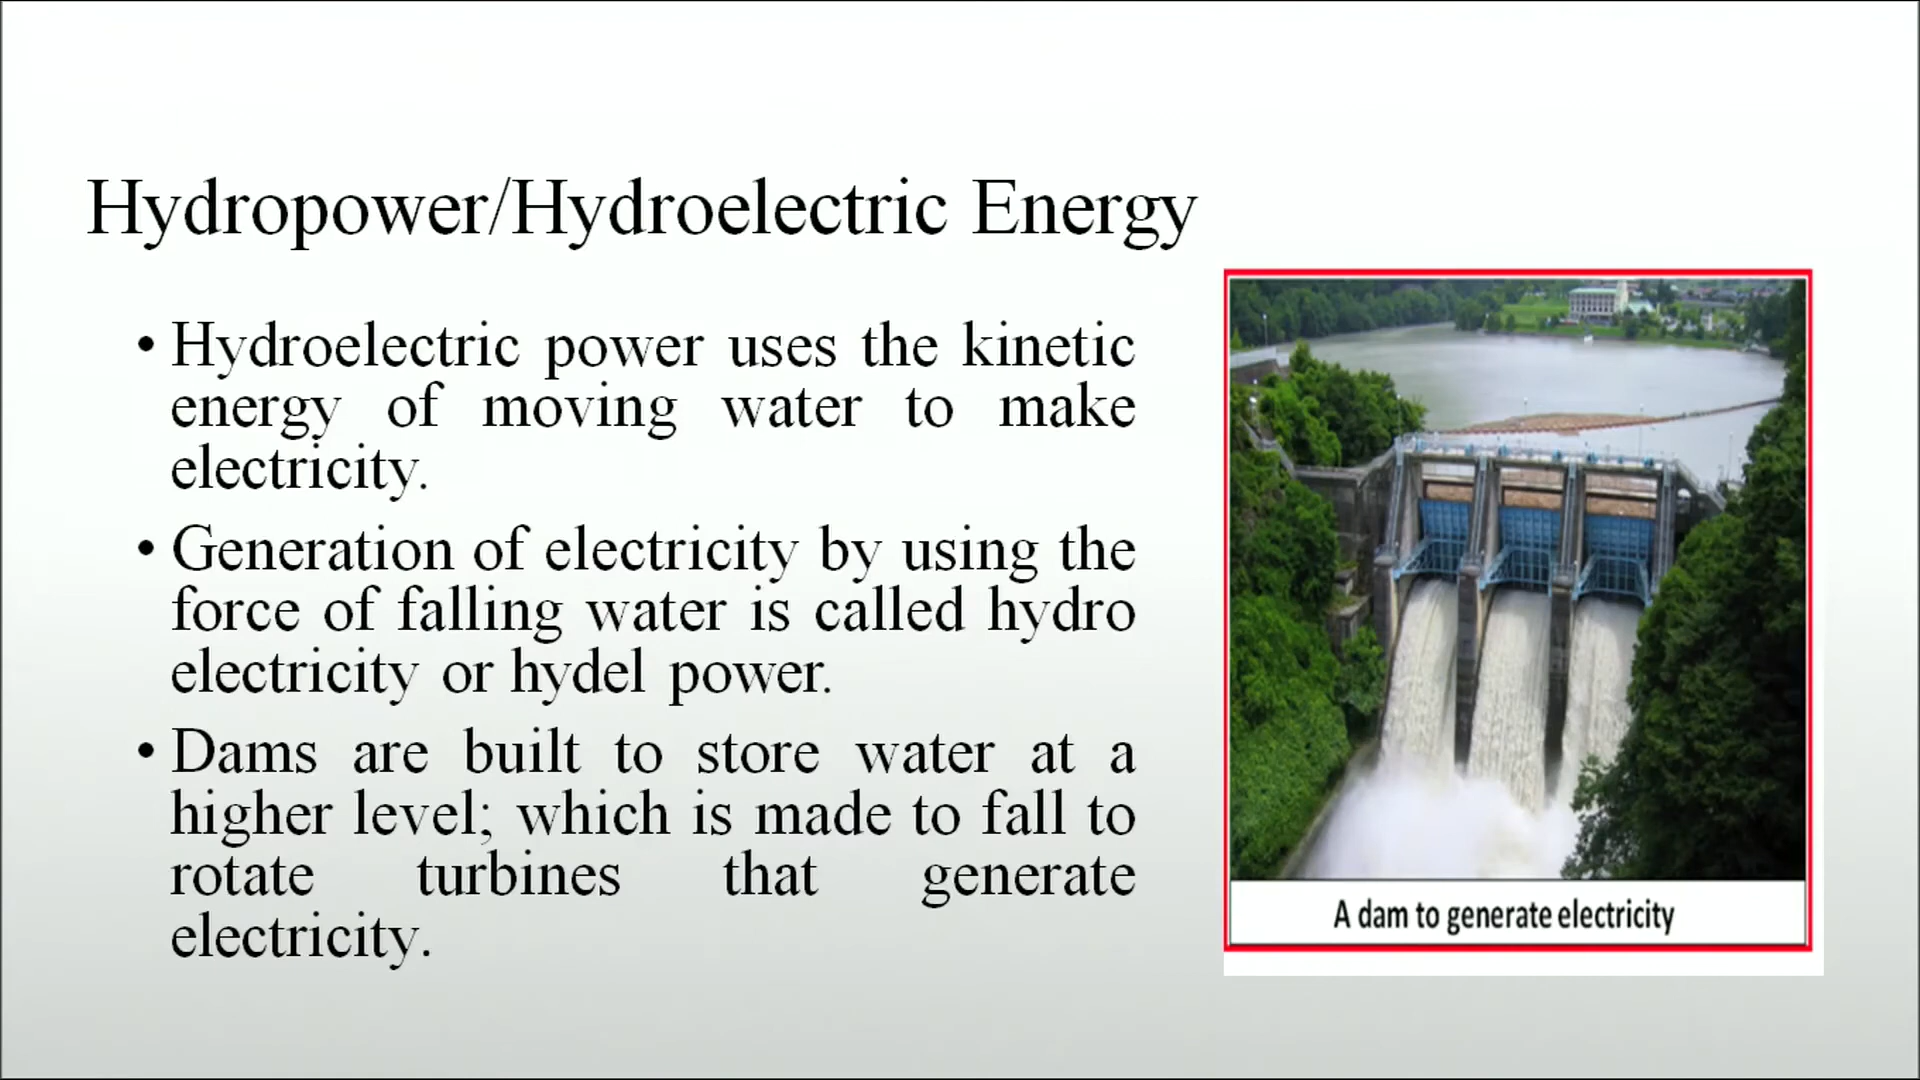 Hydropower/Hydroelectric Energy
• Hydroelectric power uses the kinetic
energy of moving water to make
electricity.
• Generation of electricity by using the
force of falling water is called hydro
electricity or hydel power.
• Dams are built to store water at a
higher level; which is made to fall to
rotate turbines that generate
electricity.
A dam to generate electricity